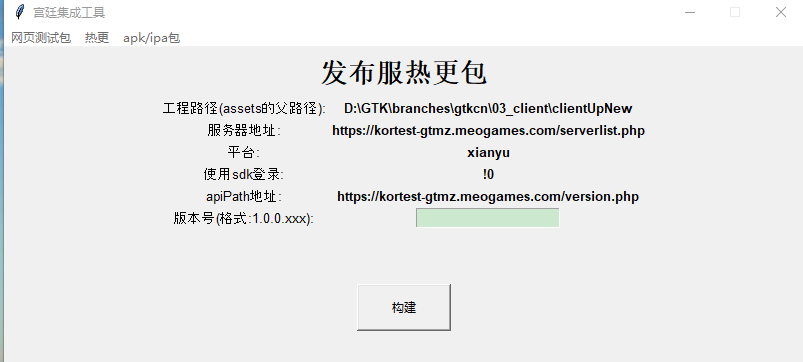 宫廷集成工具
网页测试包 热更 apk/ipa包
发布服热更包
工程路径(assets的父路径): D:\GTK\branches\gtkcn\03_client\clientUpNew
服务器地址: https://kortest-gtmz.meogames.com/serverlist.php
平台: xianyu
使用sdk登录: !0
apiPath地址: https://kortest-gtmz.meogames.com/version.php
版本号(格式:1.0.0.xxx):
构建